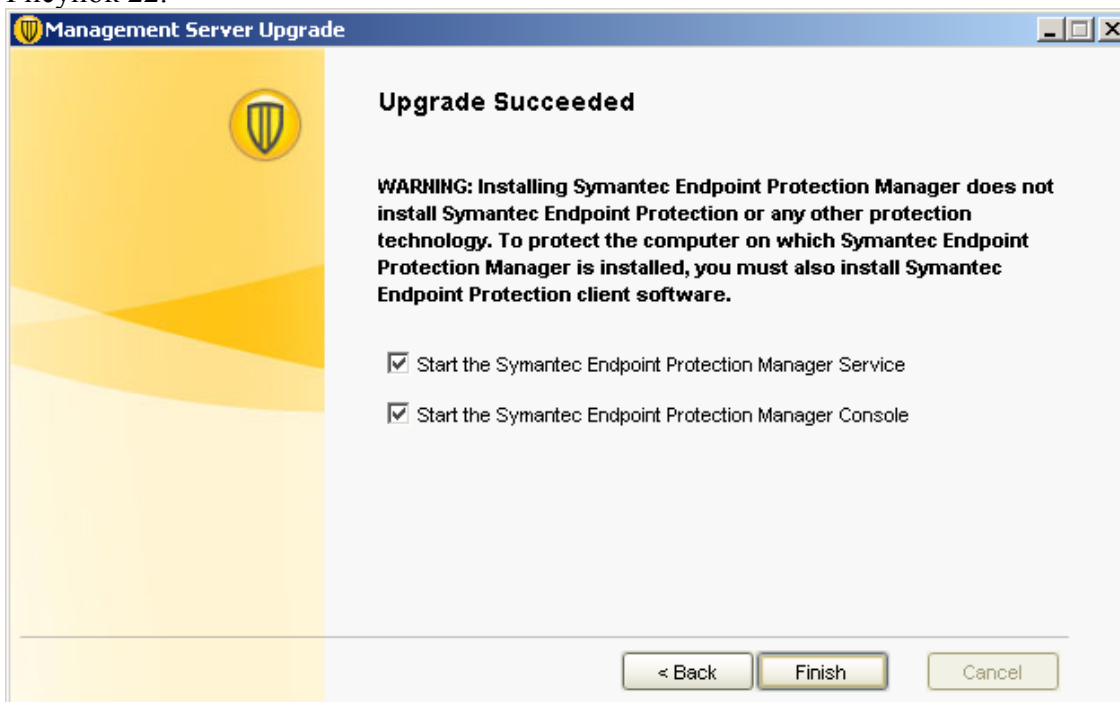 Рисунок 22.
Management Server Upgrade
Upgrade Succeeded
WARNING: Installing Symantec Endpoint Protection Manager does not
install Symantec Endpoint Protection or any other protection
technology. To protect the computer on which Symantec Endpoint
Protection Manager is installed, you must also install Symantec
Endpoint Protection client software.
Start the Symantec Endpoint Protection Manager Service
Start the Symantec Endpoint Protection Manager Console
< Back Finish Cancel